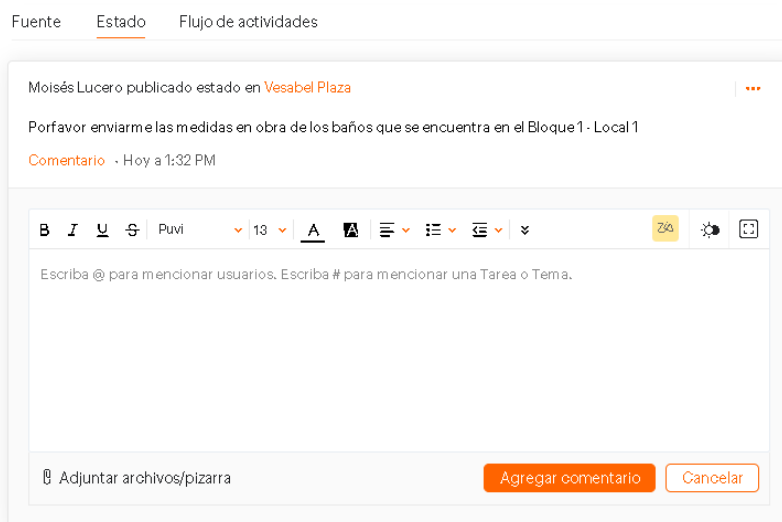 Fuente Estado Flujo de actividades
Moisés Lucero publicado estado en Vesabel Plaza
Porfavor enviarme las medidas en obra de los baños que se encuentra en el Bloque 1 - Local 1
Comentario · Hoy a 1:32 PM
B I U S Puvi 13 A A Zia
Escriba @ para mencionar usuarios. Escriba # para mencionar una Tarea o Tema.
Adjuntar archivos/pizarra Agregar comentario Cancelar